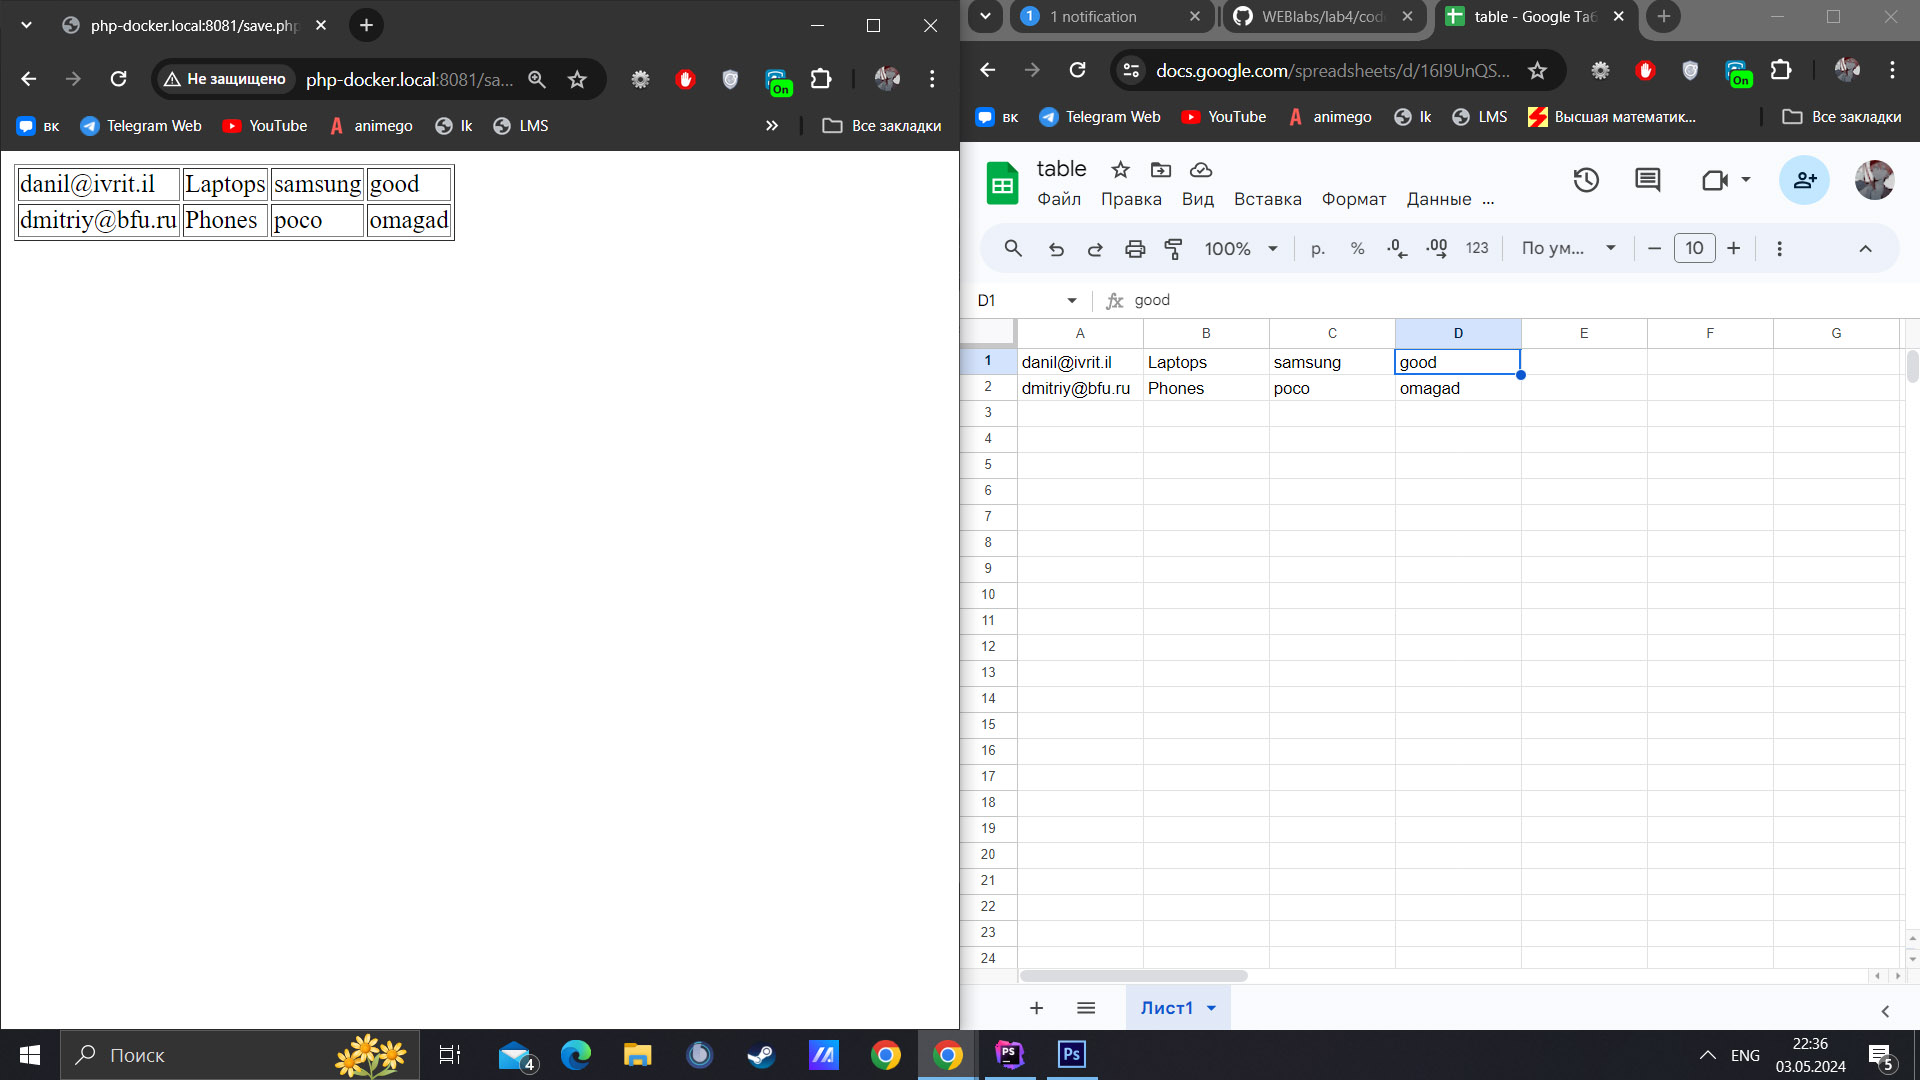 php-docker.local:8081/save.php
Не защищено php-docker.local:8081/sa...
On
вк Telegram Web YouTube animego lk LMS » Все закладки
danil@ivrit.il Laptops samsung good
dmitriy@bfu.ru Phones poco omagad
1 1 notification WEBlabs/lab4/cod table - Google Таб
docs.google.com/spreadsheets/d/16I9UnQS...
On
вк Telegram Web YouTube animego lk LMS Высшая математик... Все закладки
table
Файл Правка Вид Вставка Формат Данные ...
100% р. % .0 .00 123 По ум... 10
D1 fx good
A B C D E F G
1 danil@ivrit.il Laptops samsung good
2 dmitriy@bfu.ru Phones poco omagad
3
4
5
6
7
8
9
10
11
12
13
14
15
16
17
18
19
20
21
22
23
24
Лист1
Поиск 4 PS Ps ENG 22:36
03.05.2024 5